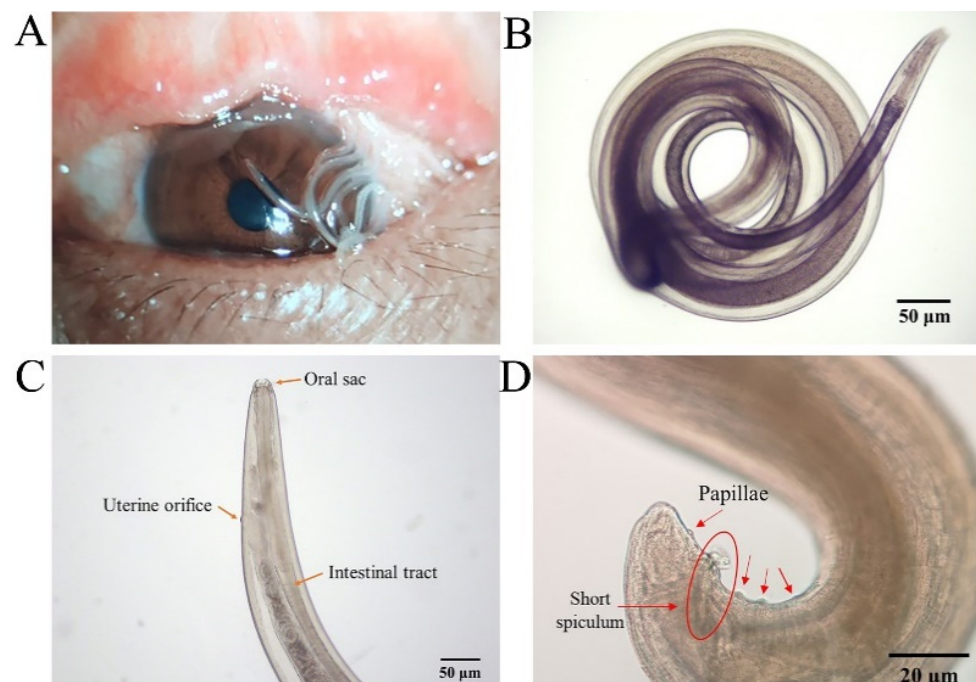 A
B
50 µm
C
Oral sac
Uterine orifice
Intestinal tract
50 µm
D
Papillae
Short
spiculum
20 µm